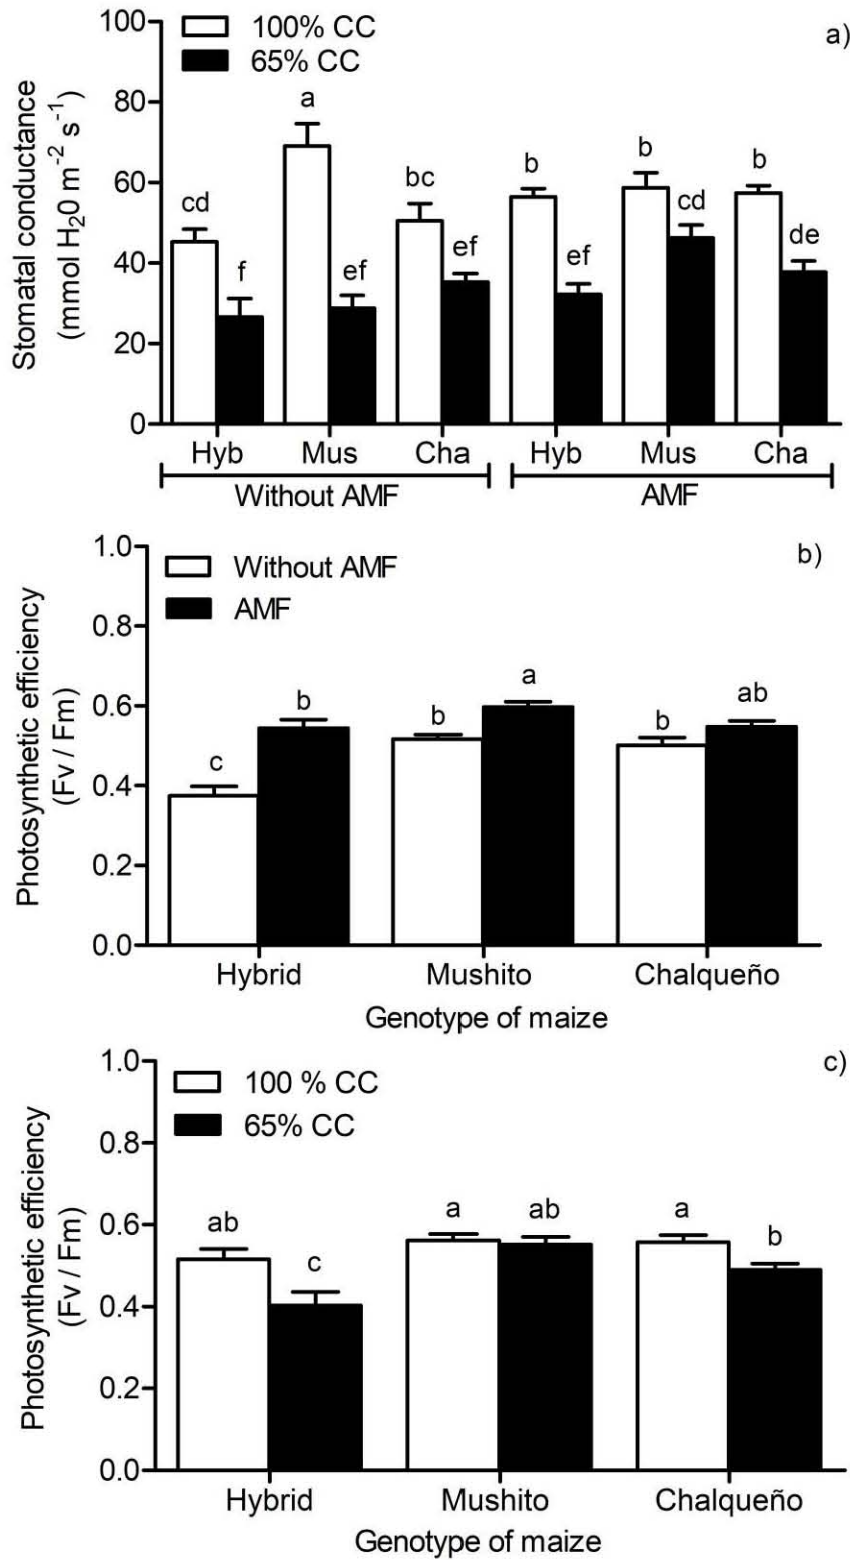 a)
100% CC
65% CC
Stomatal conductance
(mmol H20 m-2 s-1)
100
80
60
40
20
0
cd
f
a
ef
bc
ef
b
ef
b
cd
b
de
Hyb Mus Cha Hyb Mus Cha
Without AMF AMF
b)
Without AMF
AMF
Photosynthetic efficiency
(Fv / Fm)
1.0
0.8
0.6
0.4
0.2
0.0
c
b
b
a
b
ab
Hybrid Mushito Chalqueño
Genotype of maize
c)
100 % CC
65% CC
Photosynthetic efficiency
(Fv / Fm)
1.0
0.8
0.6
0.4
0.2
0.0
ab
c
a
ab
a
b
Hybrid Mushito Chalqueño
Genotype of maize